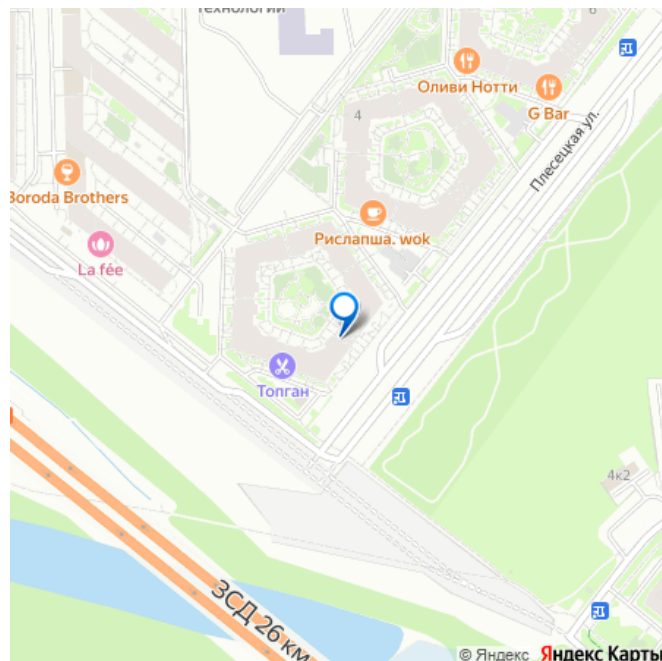 технологий
6
Оливи Нотти
G Bar
4
Плесецкая ул.
Boroda Brothers
Рислапша. wok
La fée
Топган
4к2
ЗСД 26 км
© Яндекс Яндекс Карты